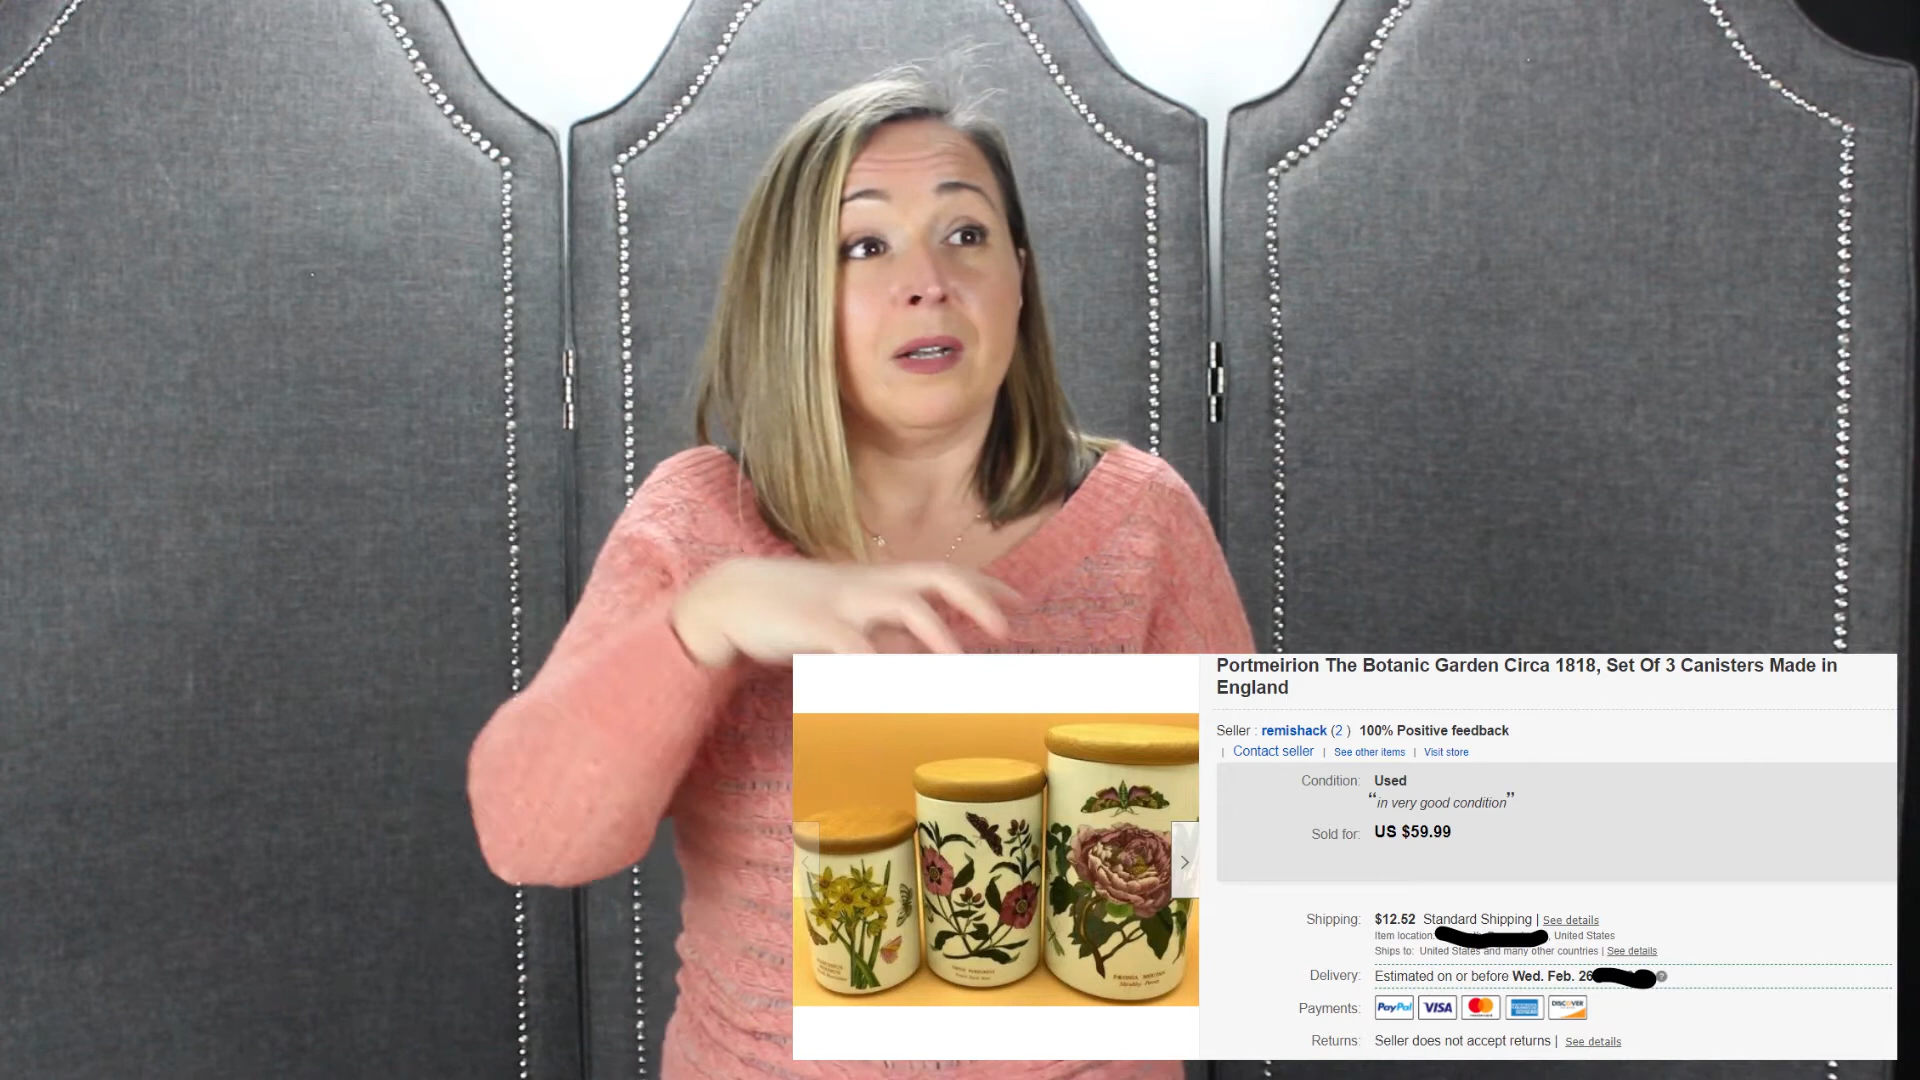 Portmeirion The Botanic Garden Circa 1818, Set Of 3 Canisters Made in
England
Seller : remishack (2 ) 100% Positive feedback
| Contact seller | See other items | Visit store
Condition: Used
“in very good condition”
Sold for: US $59.99
Shipping: $12.52 Standard Shipping | See details
Item location: United States
Ships to: United States and many other countries | See details
Delivery: Estimated on or before Wed. Feb. 26
Payments: PayPal VISA DISCOVER
Returns: Seller does not accept returns | See details